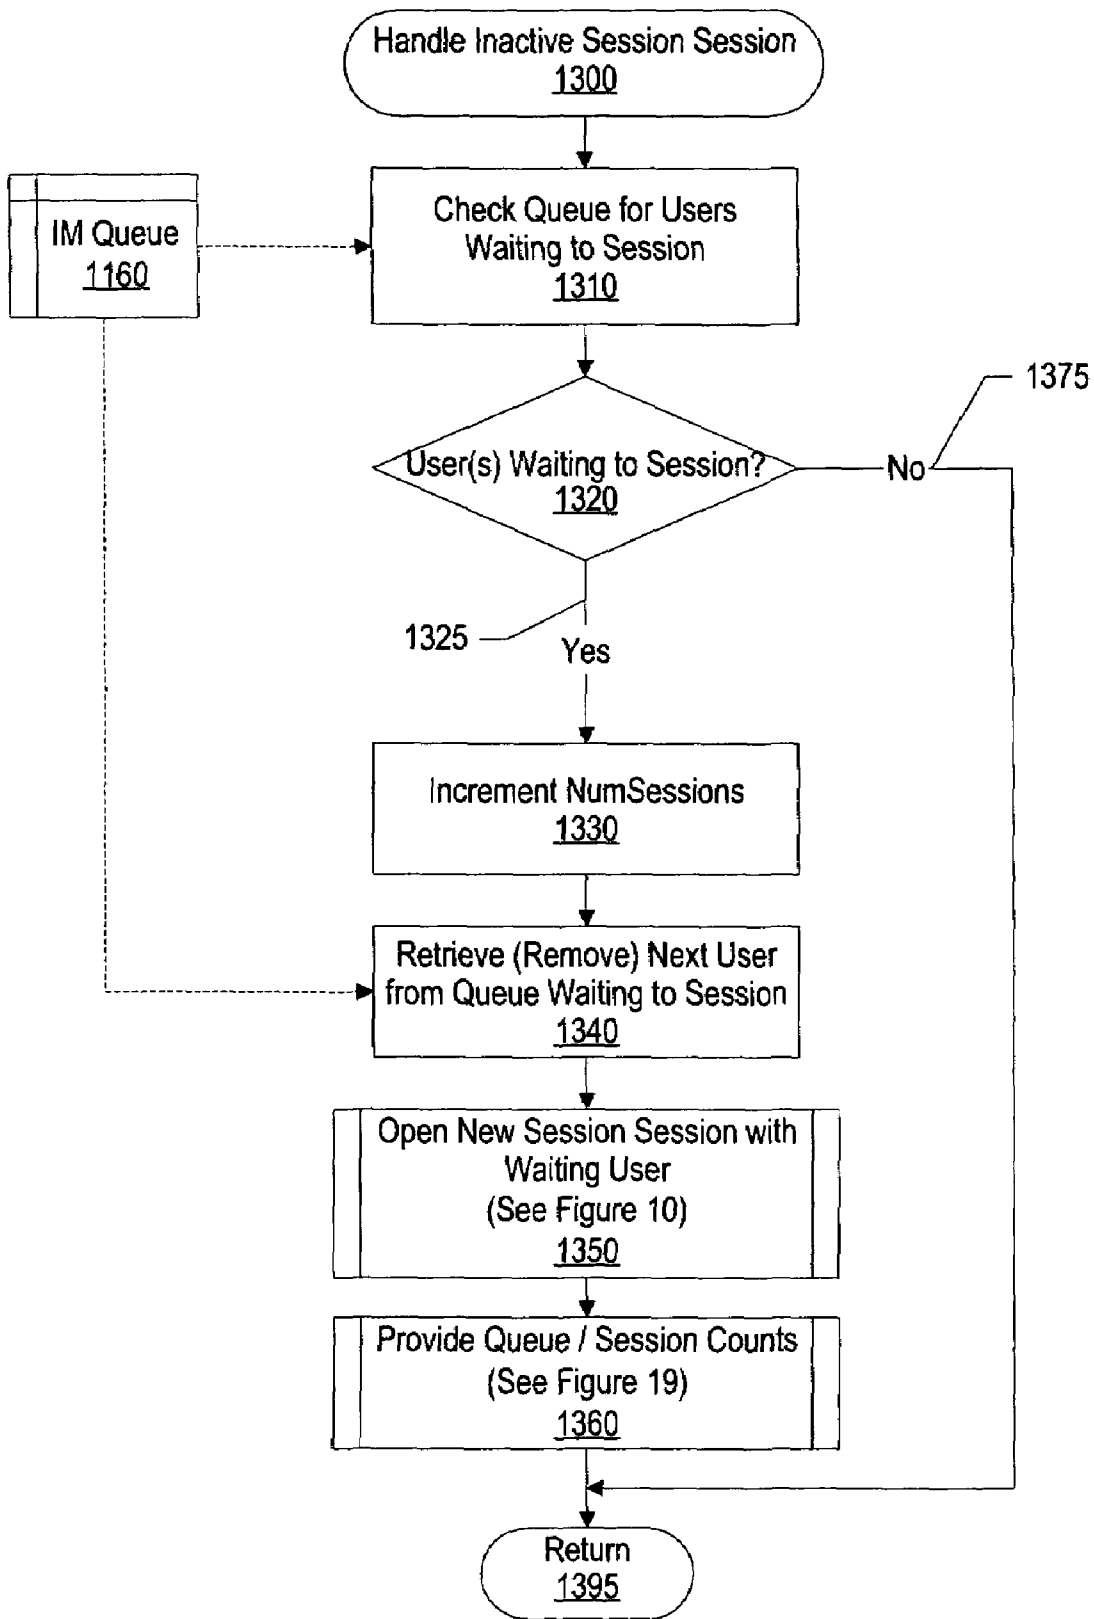 Handle Inactive Session Session
1300
IM Queue
1160
Check Queue for Users
Waiting to Session
1310
1375
User(s) Waiting to Session?
1320
No
1325
Yes
Increment NumSessions
1330
Retrieve (Remove) Next User
from Queue Waiting to Session
1340
Open New Session Session with
Waiting User
(See Figure 10)
1350
Provide Queue / Session Counts
(See Figure 19)
1360
Return
1395